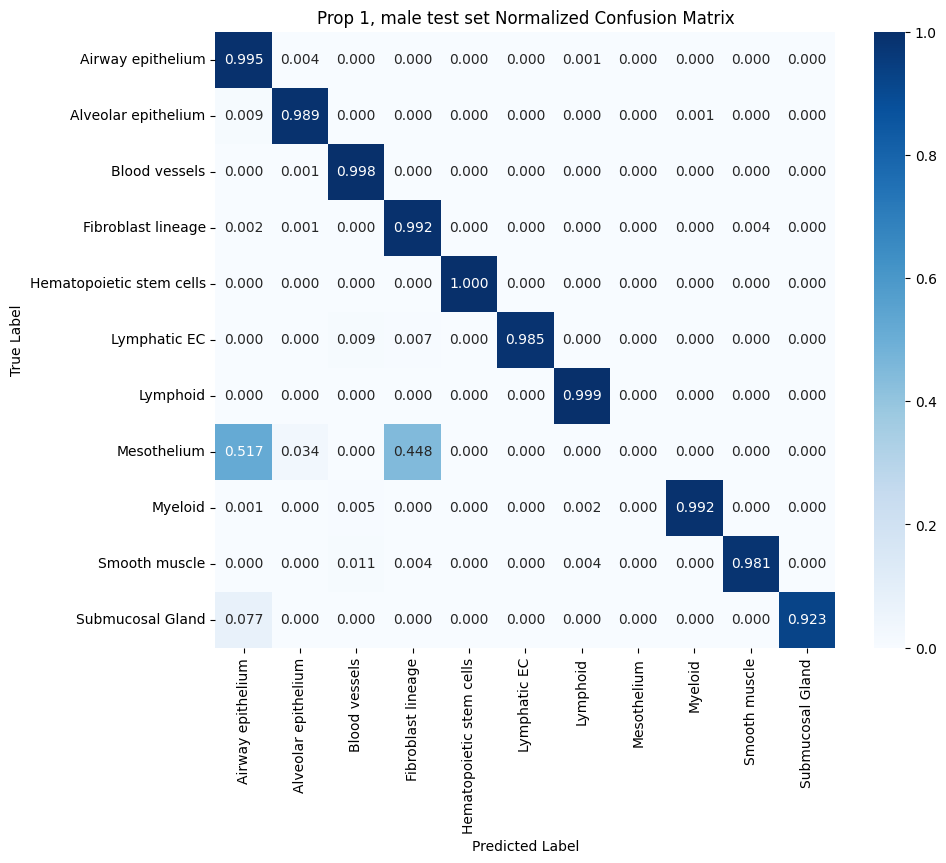 Prop 1, male test set Normalized Confusion Matrix
True Label
Airway epithelium 0.995 0.004 0.000 0.000 0.000 0.000 0.001 0.000 0.000 0.000 0.000
Alveolar epithelium 0.009 0.989 0.000 0.000 0.000 0.000 0.000 0.000 0.001 0.000 0.000
Blood vessels 0.000 0.001 0.998 0.000 0.000 0.000 0.000 0.000 0.000 0.000 0.000
Fibroblast lineage 0.002 0.001 0.000 0.992 0.000 0.000 0.000 0.000 0.000 0.004 0.000
Hematopoietic stem cells 0.000 0.000 0.000 0.000 1.000 0.000 0.000 0.000 0.000 0.000 0.000
Lymphatic EC 0.000 0.000 0.009 0.007 0.000 0.985 0.000 0.000 0.000 0.000 0.000
Lymphoid 0.000 0.000 0.000 0.000 0.000 0.000 0.999 0.000 0.000 0.000 0.000
Mesothelium 0.517 0.034 0.000 0.448 0.000 0.000 0.000 0.000 0.000 0.000 0.000
Myeloid 0.001 0.000 0.005 0.000 0.000 0.000 0.002 0.000 0.992 0.000 0.000
Smooth muscle 0.000 0.000 0.011 0.004 0.000 0.000 0.004 0.000 0.000 0.981 0.000
Submucosal Gland 0.077 0.000 0.000 0.000 0.000 0.000 0.000 0.000 0.000 0.000 0.923
Airway epithelium
Alveolar epithelium
Blood vessels
Fibroblast lineage
Hematopoietic stem cells
Lymphatic EC
Lymphoid
Mesothelium
Myeloid
Smooth muscle
Submucosal Gland
Predicted Label
1.0
0.8
0.6
0.4
0.2
0.0